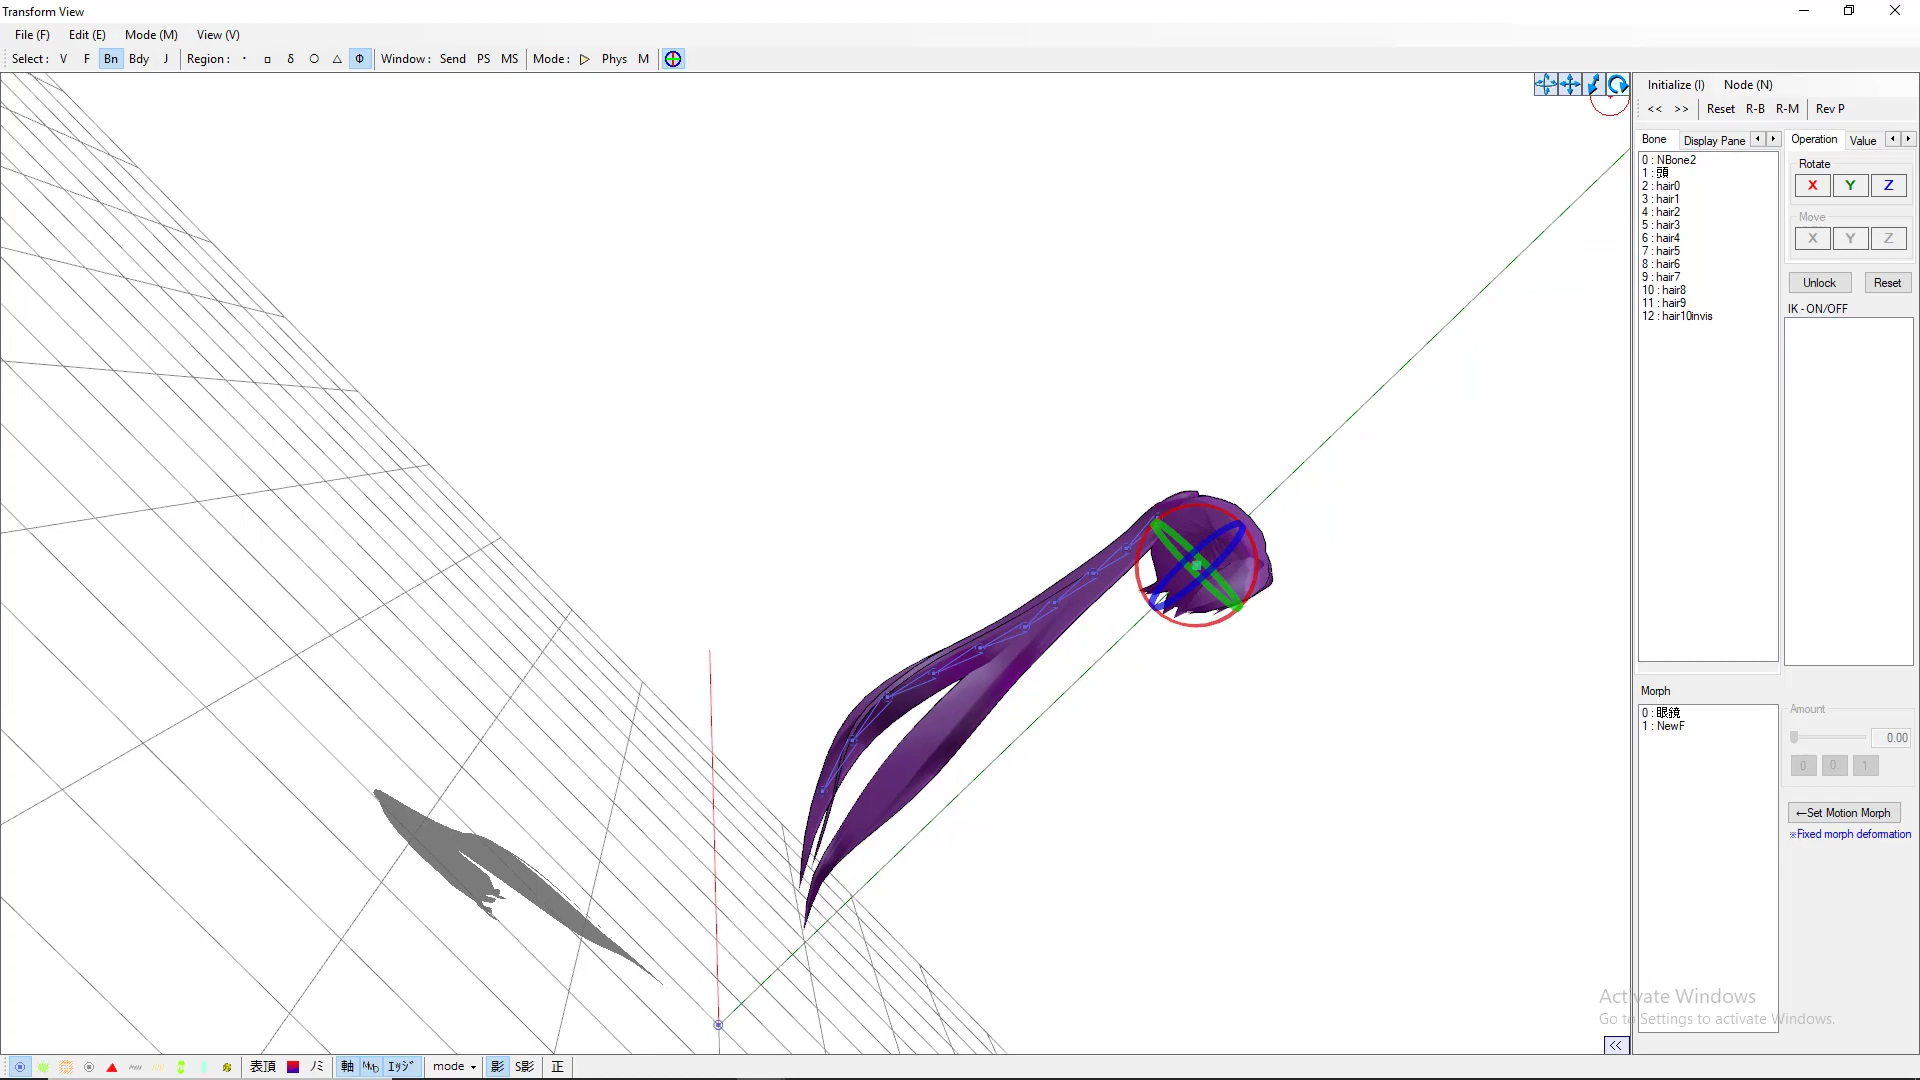 Transform View
File (F) Edit (E) Mode (M) View (V)
Select : V F Bn Bdy J Region : δ Window : Send PS MS Mode : Phys M
Initialize (I) Node (N)
<< >> Reset R-B R-M Rev P
Bone Display Pane
0 : NBone2
1 : 頭
2 : hair0
3 : hair1
4 : hair2
5 : hair3
6 : hair4
7 : hair5
8 : hair6
9 : hair7
10 : hair8
11 : hair9
12 : hair10invis
Operation Value
Rotate
X Y Z
Move
X Y Z
Unlock Reset
IK - ON/OFF
Morph
0 : 眼鏡
1 : NewF
Amount
0.00
0 0. 1
←Set Motion Morph
※Fixed morph deformation
Activate Windows
Go to Settings to activate Windows.
<<
表頂 軸 エッジ mode 影 S影 正